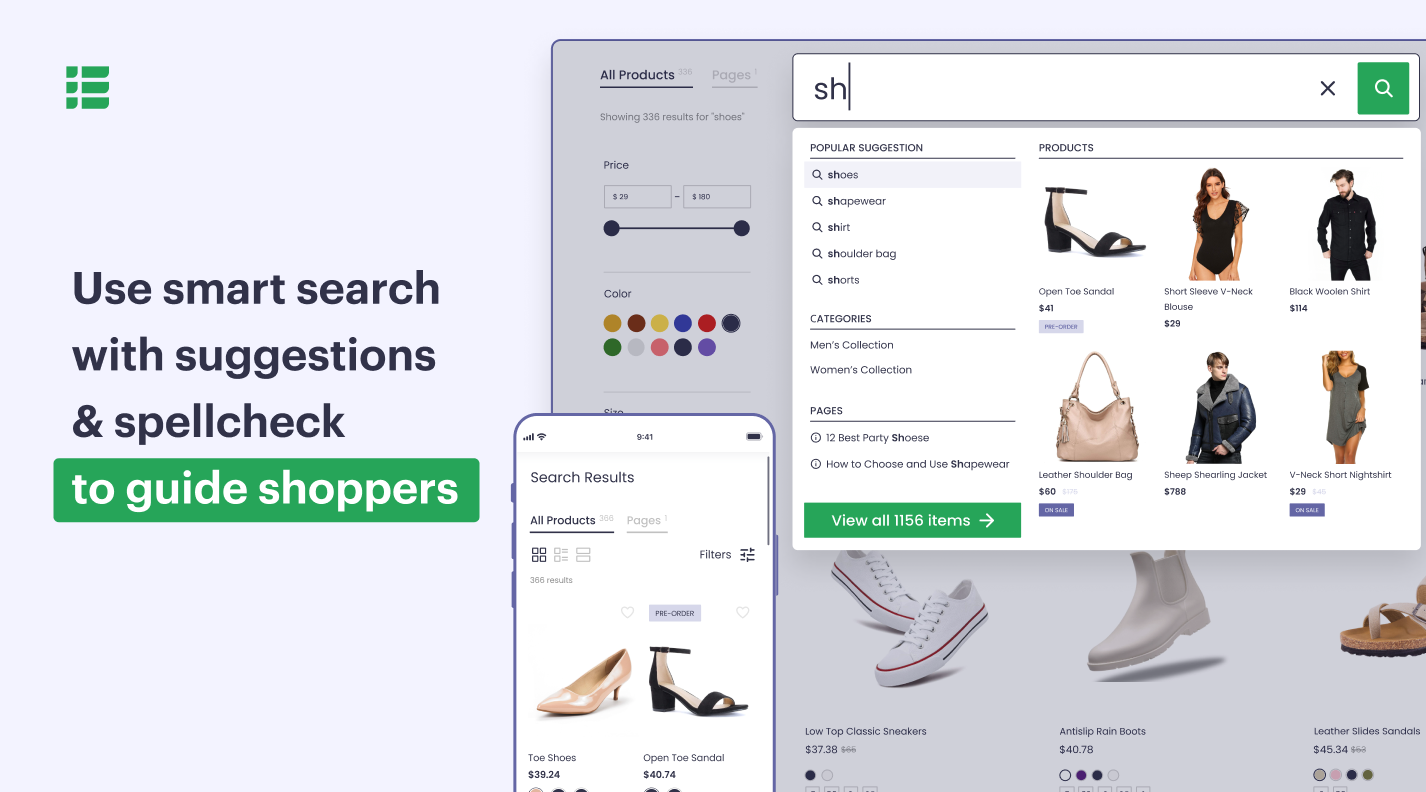 Use smart search
with suggestions
& spellcheck
to guide shoppers
All Products 336
Pages 1
Showing 336 results for "shoes"
Price
$ 29
–
$ 180
Color
Size
sh
POPULAR SUGGESTION
shoes
shapewear
shirt
shoulder bag
shorts
CATEGORIES
Men's Collection
Women's Collection
PAGES
12 Best Party Shoese
How to Choose and Use Shapewear
View all 1156 items
PRODUCTS
Open Toe Sandal
$41
PRE-ORDER
Short Sleeve V-Neck
Blouse
$29
Black Woolen Shirt
$114
Leather Shoulder Bag
$60 $175
ON SALE
Sheep Shearling Jacket
$788
V-Neck Short Nightshirt
$29 $45
ON SALE
9:41
Search Results
All Products 366
Pages 1
Filters
366 results
PRE-ORDER
Toe Shoes
$39.24
Open Toe Sandal
$40.74
Low Top Classic Sneakers
$37.38 $66
Antislip Rain Boots
$40.78
Leather Slides Sandals
$45.34 $63